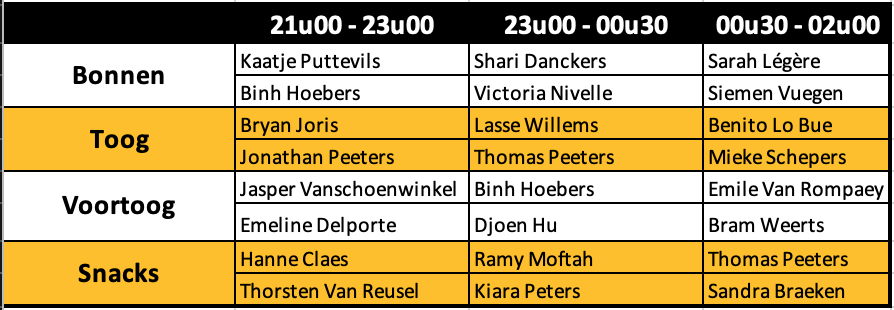 21u00 - 23u00 23u00 - 00u30 00u30 - 02u00
Bonnen
Kaatje Puttevils Shari Danckers Sarah Légère
Binh Hoebers Victoria Nivelle Siemen Vuegen
Toog
Bryan Joris Lasse Willems Benito Lo Bue
Jonathan Peeters Thomas Peeters Mieke Schepers
Voortoog
Jasper Vanschoenwinkel Binh Hoebers Emile Van Rompaey
Emeline Delporte Djoen Hu Bram Weerts
Snacks
Hanne Claes Ramy Moftah Thomas Peeters
Thorsten Van Reusel Kiara Peters Sandra Braeken